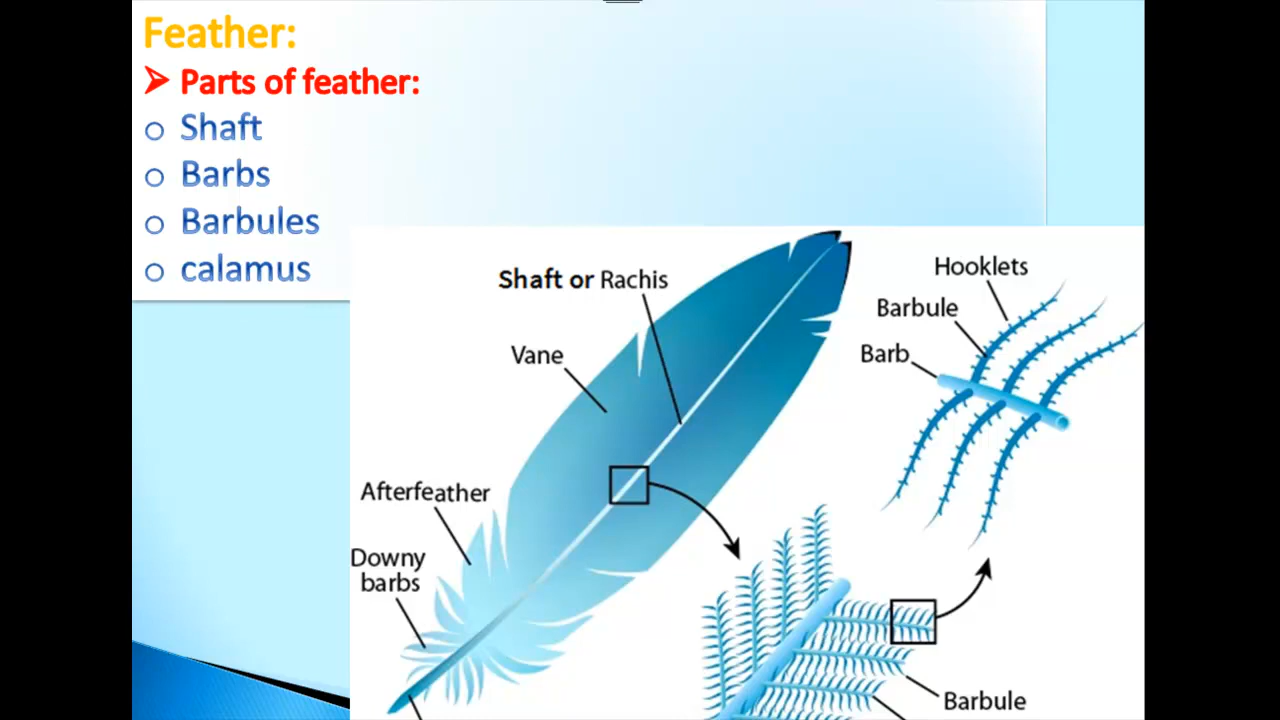 Feather:
Parts of feather:
Shaft
Barbs
Barbules
calamus
Shaft or Rachis
Vane
Afterfeather
Downy
barbs
Hooklets
Barbule
Barb
Barbule